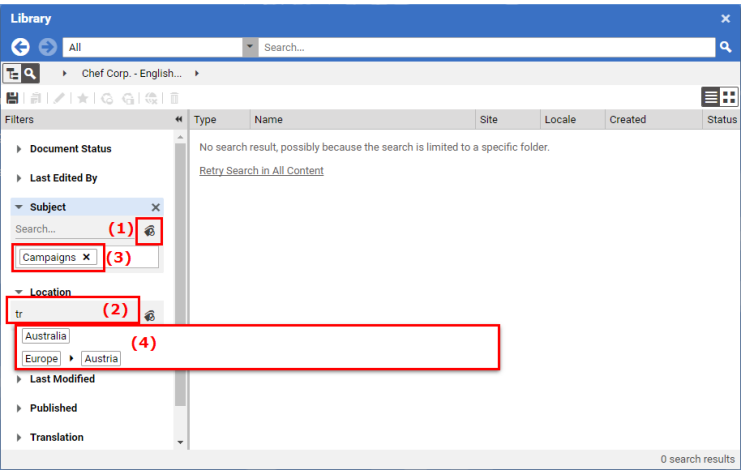 Library
All Search...
Chef Corp. - English...
Filters Type Name Site Locale Created Status
Document Status
No search result, possibly because the search is limited to a specific folder.
Last Edited By
Retry Search in All Content
Subject
Search... (1)
Campaigns (3)
Location
tr (2)
Australia
(4)
Europe Austria
Last Modified
Published
Translation
0 search results